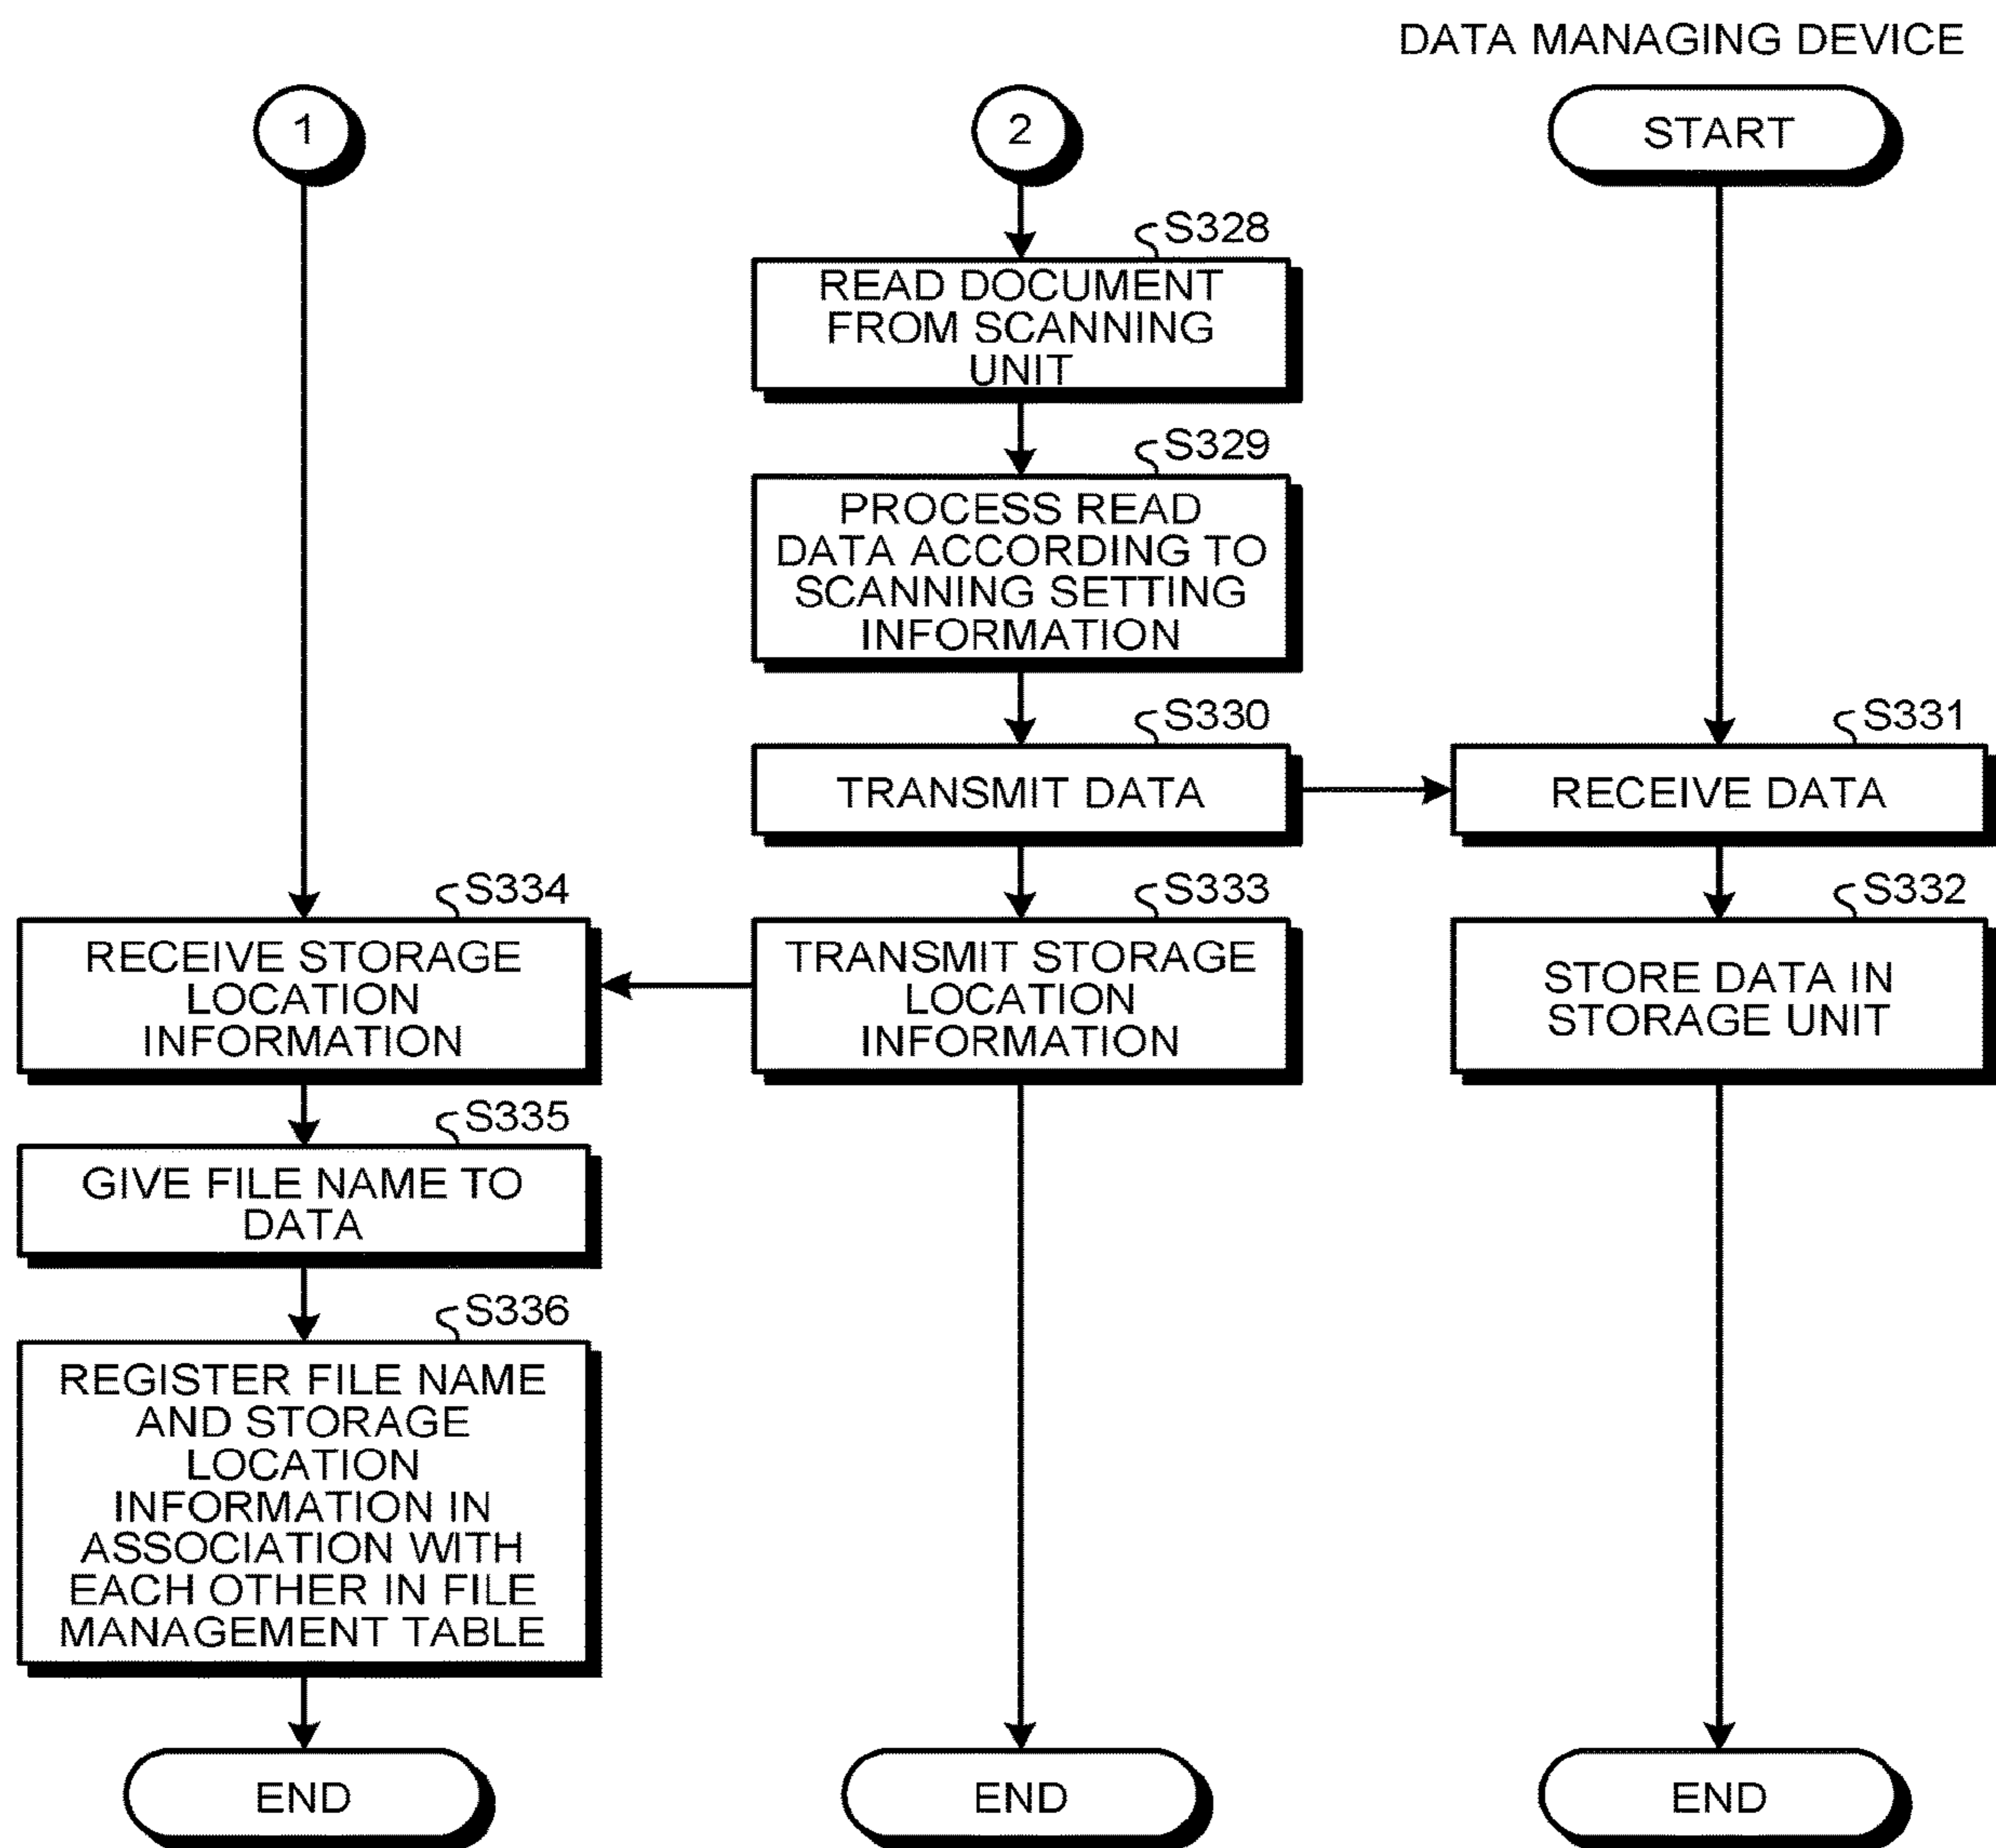 DATA MANAGING DEVICE
1
2
START
S328
READ DOCUMENT
FROM SCANNING
UNIT
S329
PROCESS READ
DATA ACCORDING TO
SCANNING SETTING
INFORMATION
S330
TRANSMIT DATA
S331
RECEIVE DATA
S334
RECEIVE STORAGE
LOCATION
INFORMATION
S333
TRANSMIT STORAGE
LOCATION
INFORMATION
S332
STORE DATA IN
STORAGE UNIT
S335
GIVE FILE NAME TO
DATA
S336
REGISTER FILE NAME
AND STORAGE
LOCATION
INFORMATION IN
ASSOCIATION WITH
EACH OTHER IN FILE
MANAGEMENT TABLE
END
END
END